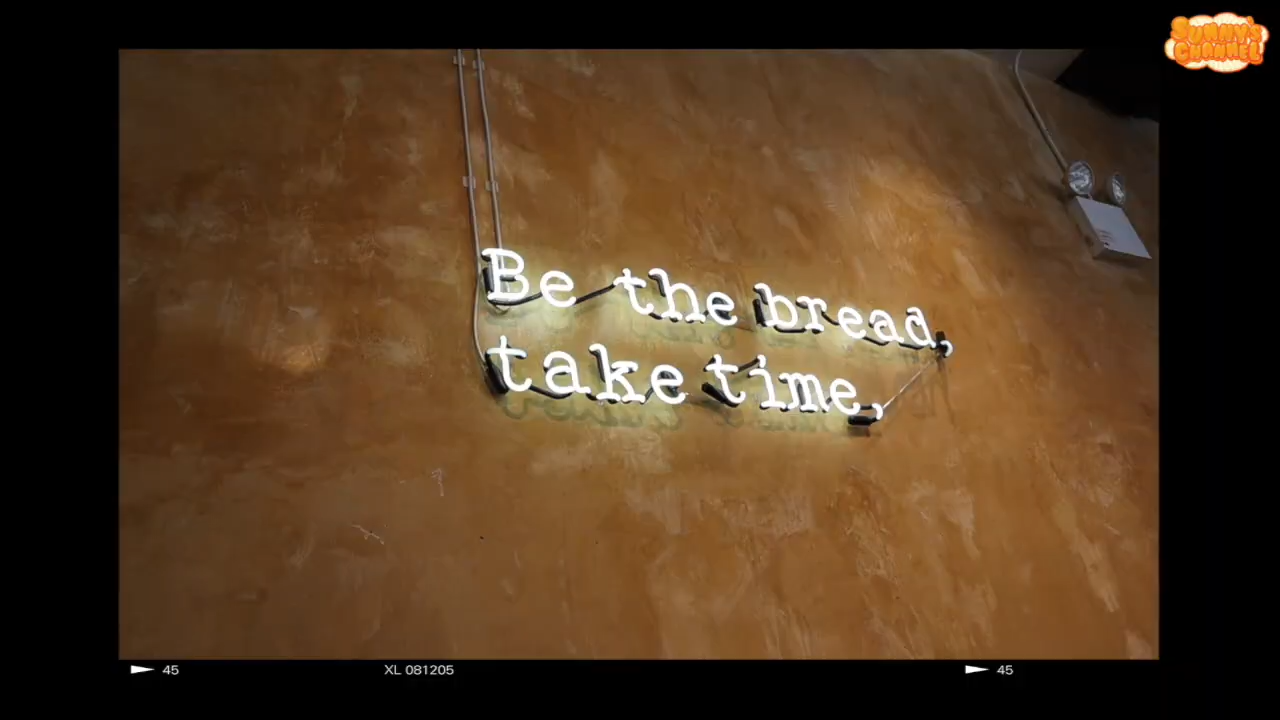 SUNNY'S
CHANNEL
Be the bread,
take time,
45
XL 081205
45